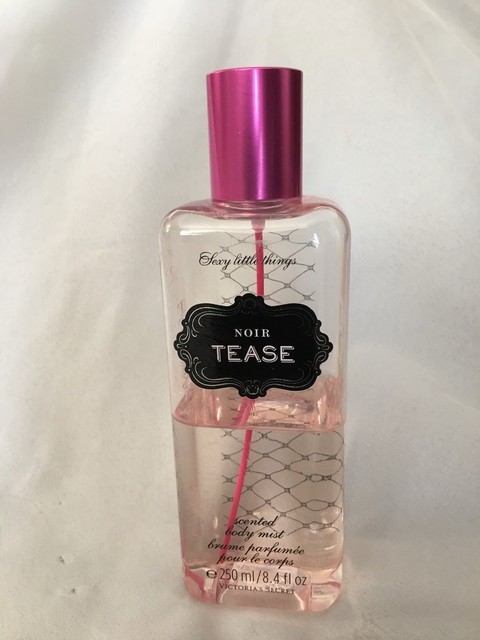 Sexy little things
NOIR
TEASE
scented
body mist
brume parfumée
pour le corps
℮ 250 ml/8.4 fl oz
VICTORIA'S SECRET